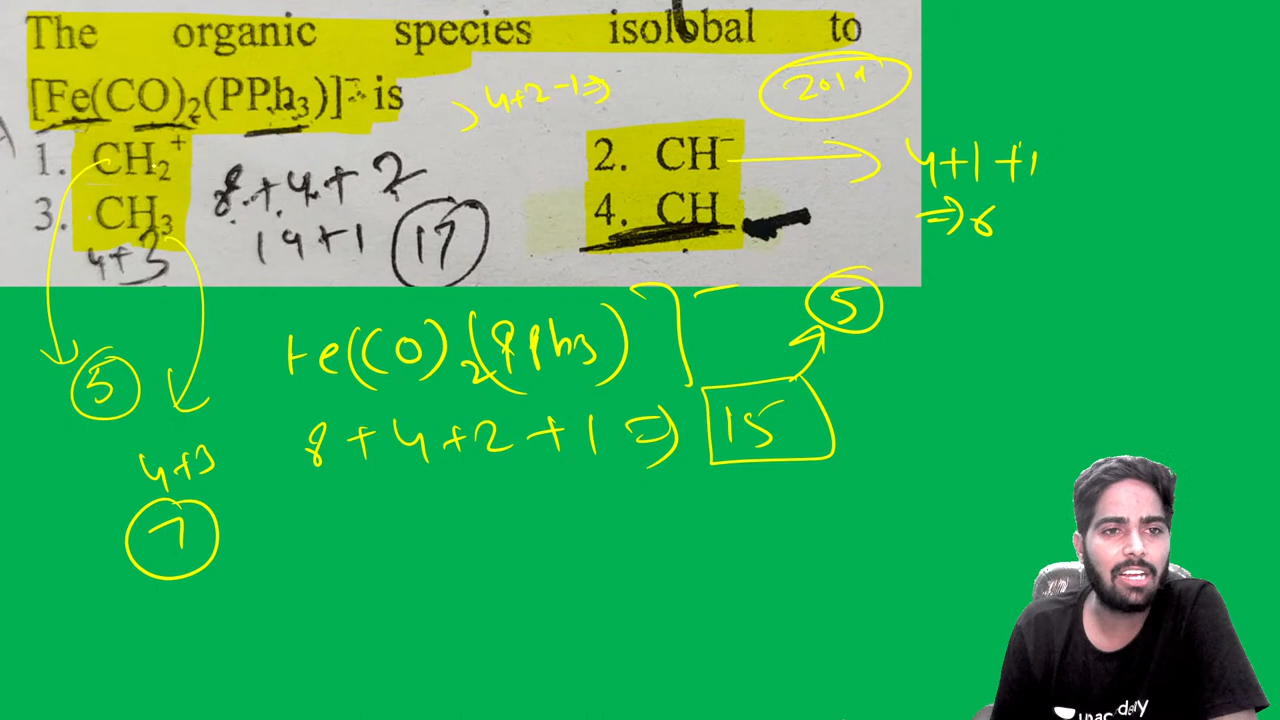 The organic species isolobal to
[Fe(CO)₂(PPh₃)]⁻ is
4+2-1⇒
2019
1. CH₂⁺
2. CH⁻
4+1+1
⇒6
3. CH₃
4. CH
4+3
8+4+2
14+1
5
Fe(CO)₂(PPh₃)]⁻
5
8+4+2+1⇒ 15
4+3
7